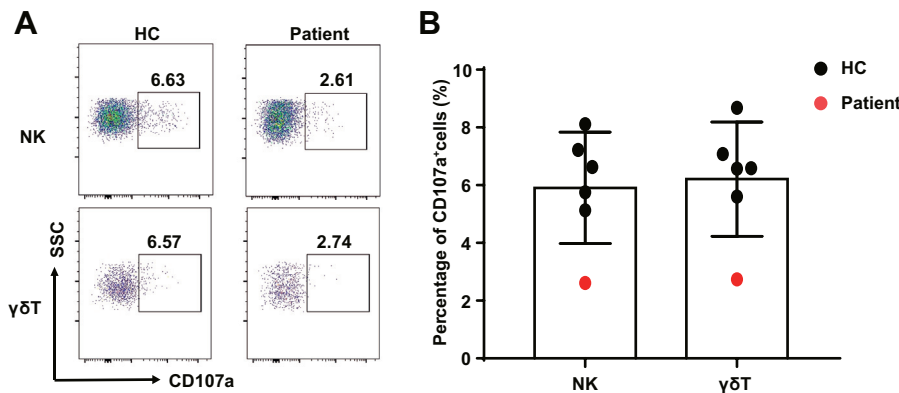 A
HC
Patient
NK
6.63
2.61
γδT
6.57
2.74
SSC
CD107a
B
HC
Patient
Percentage of CD107a⁺cells (%)
10
8
6
4
2
0
NK
γδT